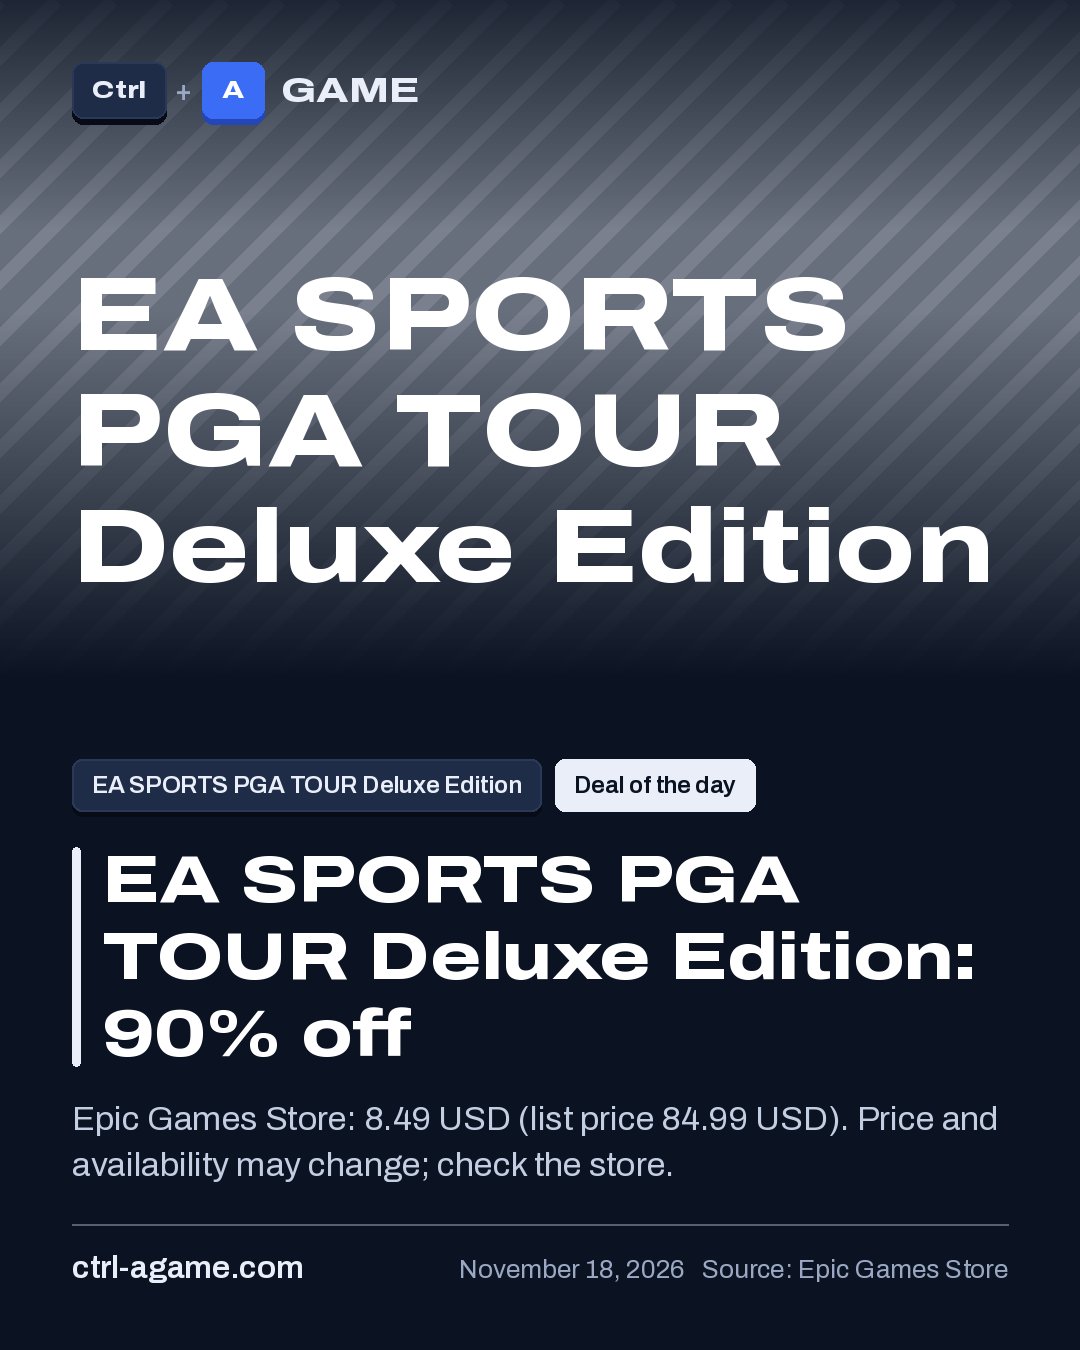 Ctrl + A GAME
EA SPORTS
PGA TOUR
Deluxe Edition
EA SPORTS PGA TOUR Deluxe Edition Deal of the day
EA SPORTS PGA
TOUR Deluxe Edition:
90% off
Epic Games Store: 8.49 USD (list price 84.99 USD). Price and
availability may change; check the store.
ctrl-agame.com November 18, 2026 Source: Epic Games Store